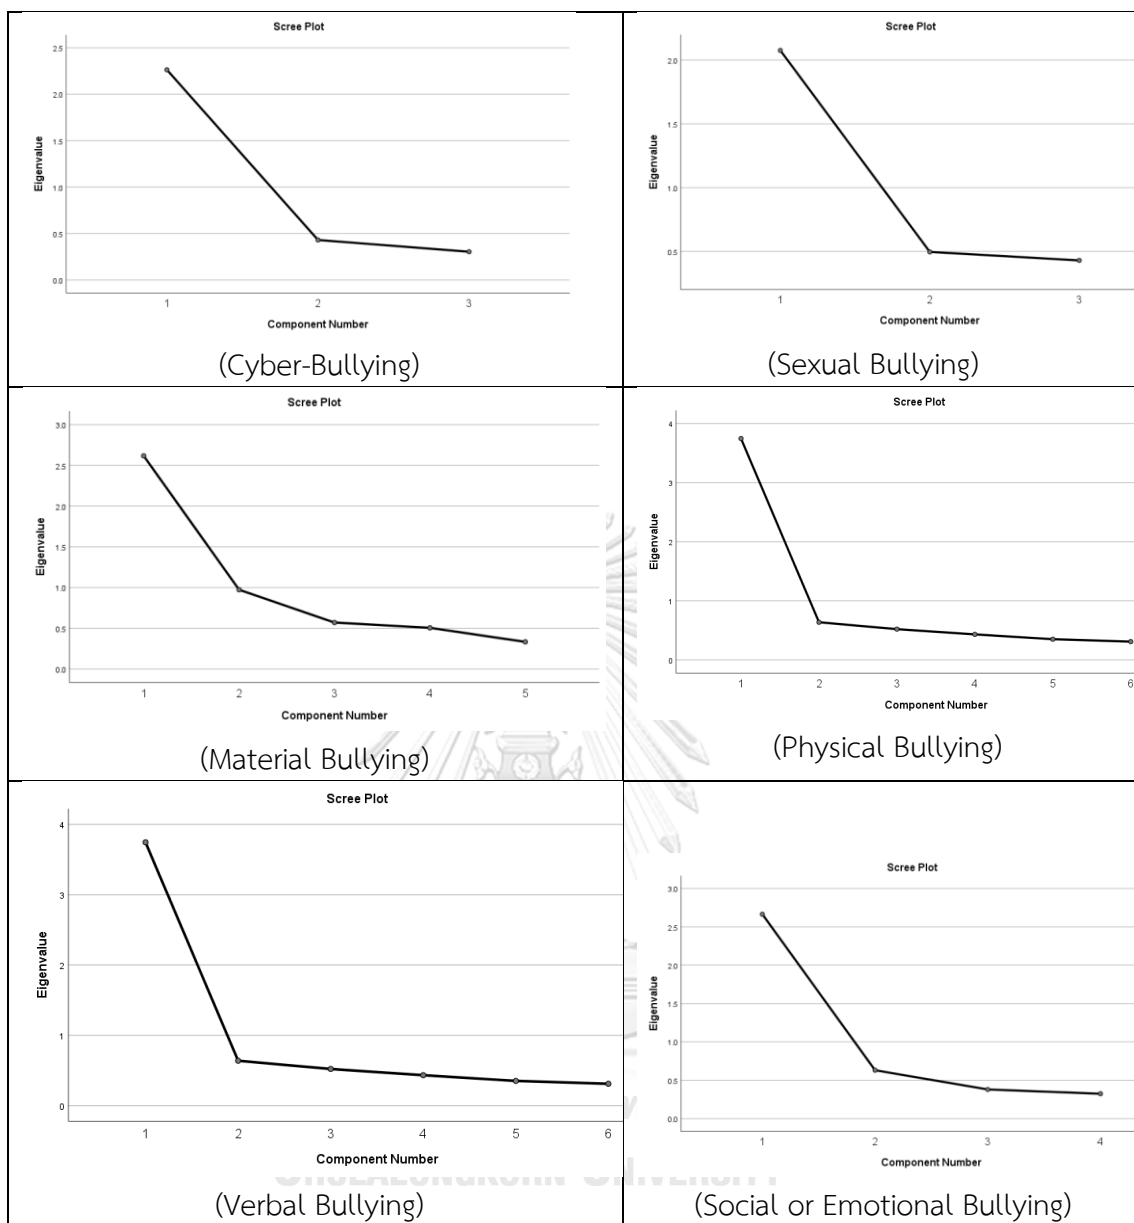 Scree Plot
2.5
2.0
1.5
1.0
0.5
0.0
Eigenvalue
1 2 3
Component Number
(Cyber-Bullying)
Scree Plot
2.0
1.5
1.0
0.5
Eigenvalue
1 2 3
Component Number
(Sexual Bullying)
Scree Plot
3.0
2.5
2.0
1.5
1.0
0.5
0.0
Eigenvalue
1 2 3 4 5
Component Number
(Material Bullying)
Scree Plot
4
3
2
1
0
Eigenvalue
1 2 3 4 5 6
Component Number
(Physical Bullying)
Scree Plot
4
3
2
1
0
Eigenvalue
1 2 3 4 5 6
Component Number
(Verbal Bullying)
Scree Plot
3.0
2.5
2.0
1.5
1.0
0.5
0.0
Eigenvalue
1 2 3 4
Component Number
(Social or Emotional Bullying)